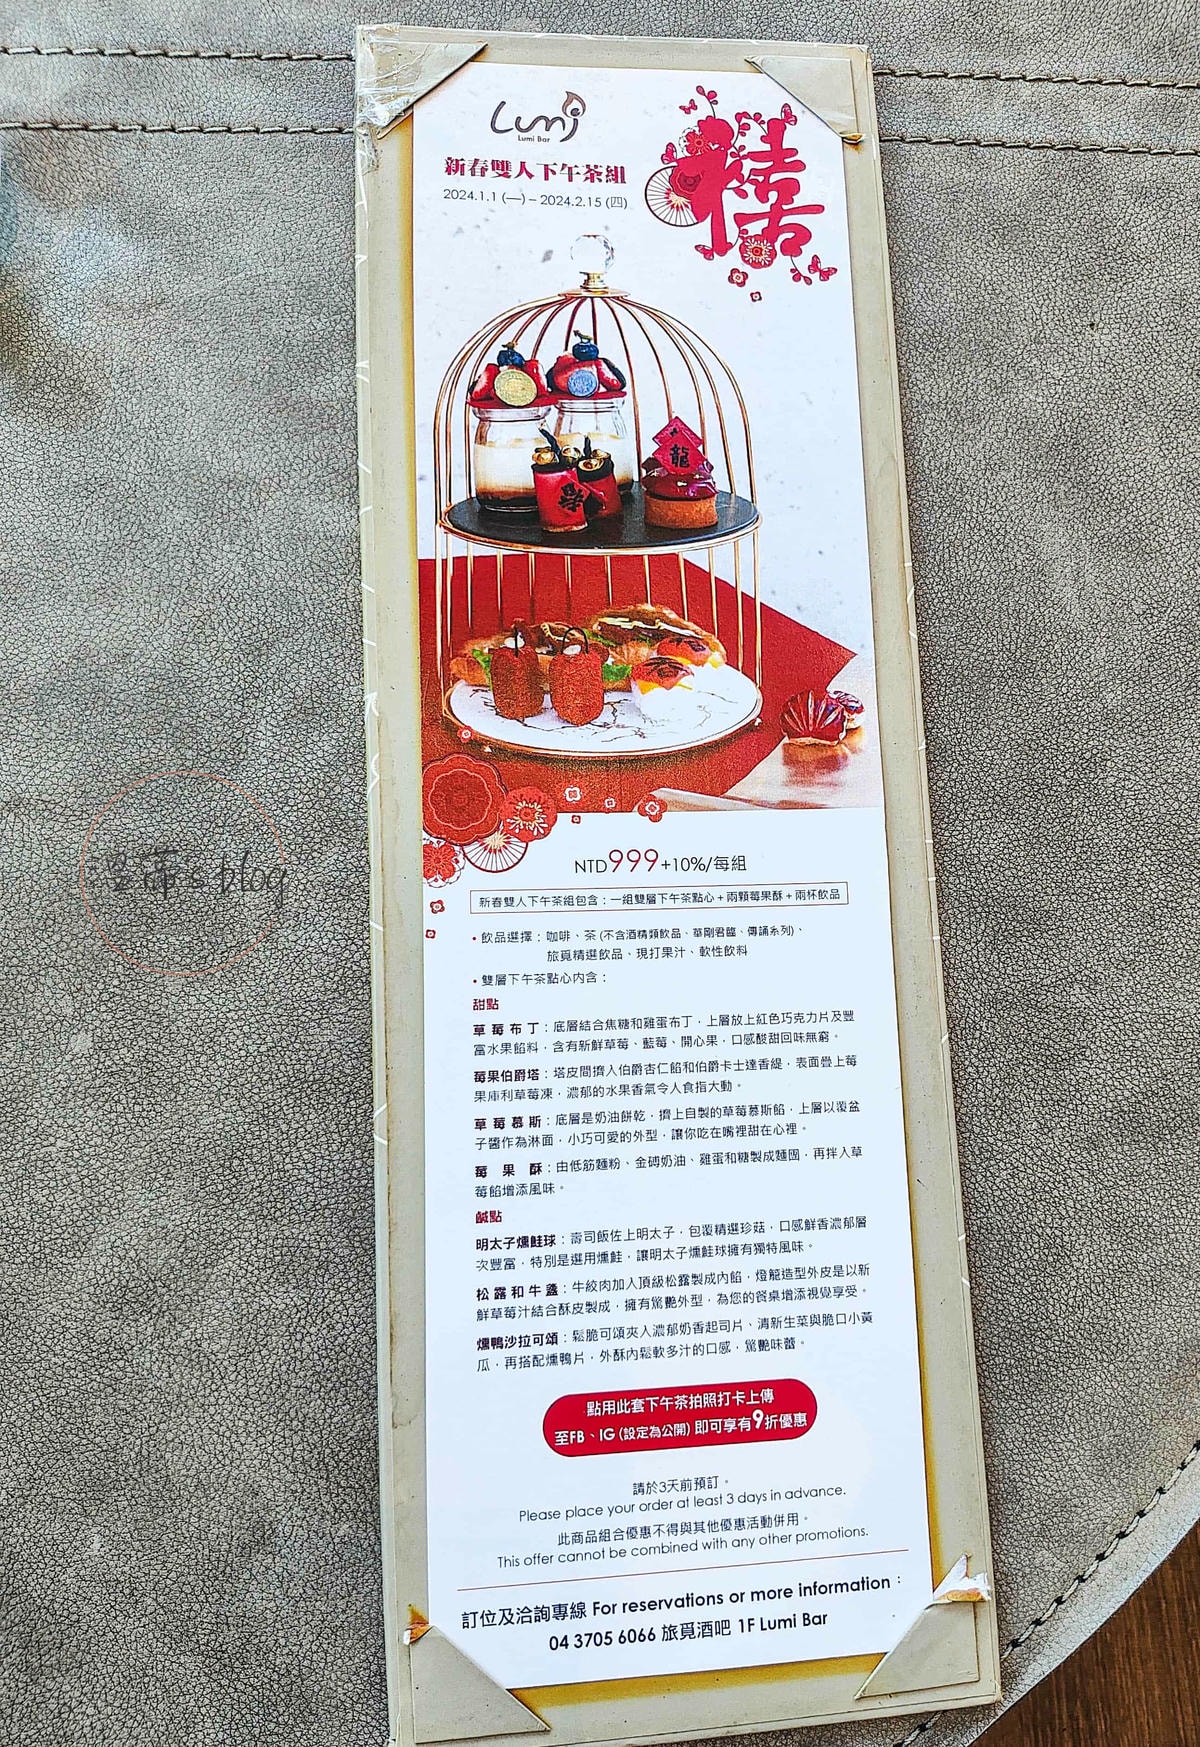 Lumi
Lumi Bar
新春雙人下午茶組
2024.1.1 (一) – 2024.2.15 (四)
禧
龍
春
NTD999+10%/每組
新春雙人下午茶組包含：一組雙層下午茶點心+兩顆莓果酥+兩杯飲品
• 飲品選擇：咖啡、茶 (不含酒精類飲品、華剛君臨、傳誦系列)、
旅覓精選飲品、現打果汁、軟性飲料
• 雙層下午茶點心內含：
甜點
草莓布丁：底層結合焦糖和雞蛋布丁，上層放上紅色巧克力片及豐
富水果餡料，含有新鮮草莓、藍莓、開心果，口感酸甜回味無窮。
莓果伯爵塔：塔皮間擠入伯爵杏仁餡和伯爵卡士達香緹，表面疊上莓
果庫利草莓凍，濃郁的水果香氣令人食指大動。
草莓慕斯：底層是奶油餅乾，擠上自製的草莓慕斯餡，上層以覆盆
子醬作為淋面，小巧可愛的外型，讓你吃在嘴裡甜在心裡。
莓果酥：由低筋麵粉、金磚奶油、雞蛋和糖製成麵團，再拌入草
莓餡增添風味。
鹹點
明太子燻鮭球：壽司飯佐上明太子，包覆精選珍菇，口感鮮香濃郁層
次豐富，特別是選用燻鮭，讓明太子燻鮭球擁有獨特風味。
松露和牛盞：牛絞肉加入頂級松露製成內餡，燈籠造型外皮是以新
鮮草莓汁結合酥皮製成，擁有驚艷外型，為您的餐桌增添視覺享受。
燻鴨沙拉可頌：鬆脆可頌夾入濃郁奶香起司片、清新生菜與脆口小黃
瓜，再搭配燻鴨片，外酥內鬆軟多汁的口感，驚艷味蕾。
點用此套下午茶拍照打卡上傳
至FB、IG (設定為公開) 即可享有9折優惠
請於3天前預訂。
Please place your order at least 3 days in advance.
此商品組合優惠不得與其他優惠活動併用。
This offer cannot be combined with any other promotions.
訂位及洽詢專線 For reservations or more information：
04 3705 6066 旅覓酒吧 1F Lumi Bar
's blog